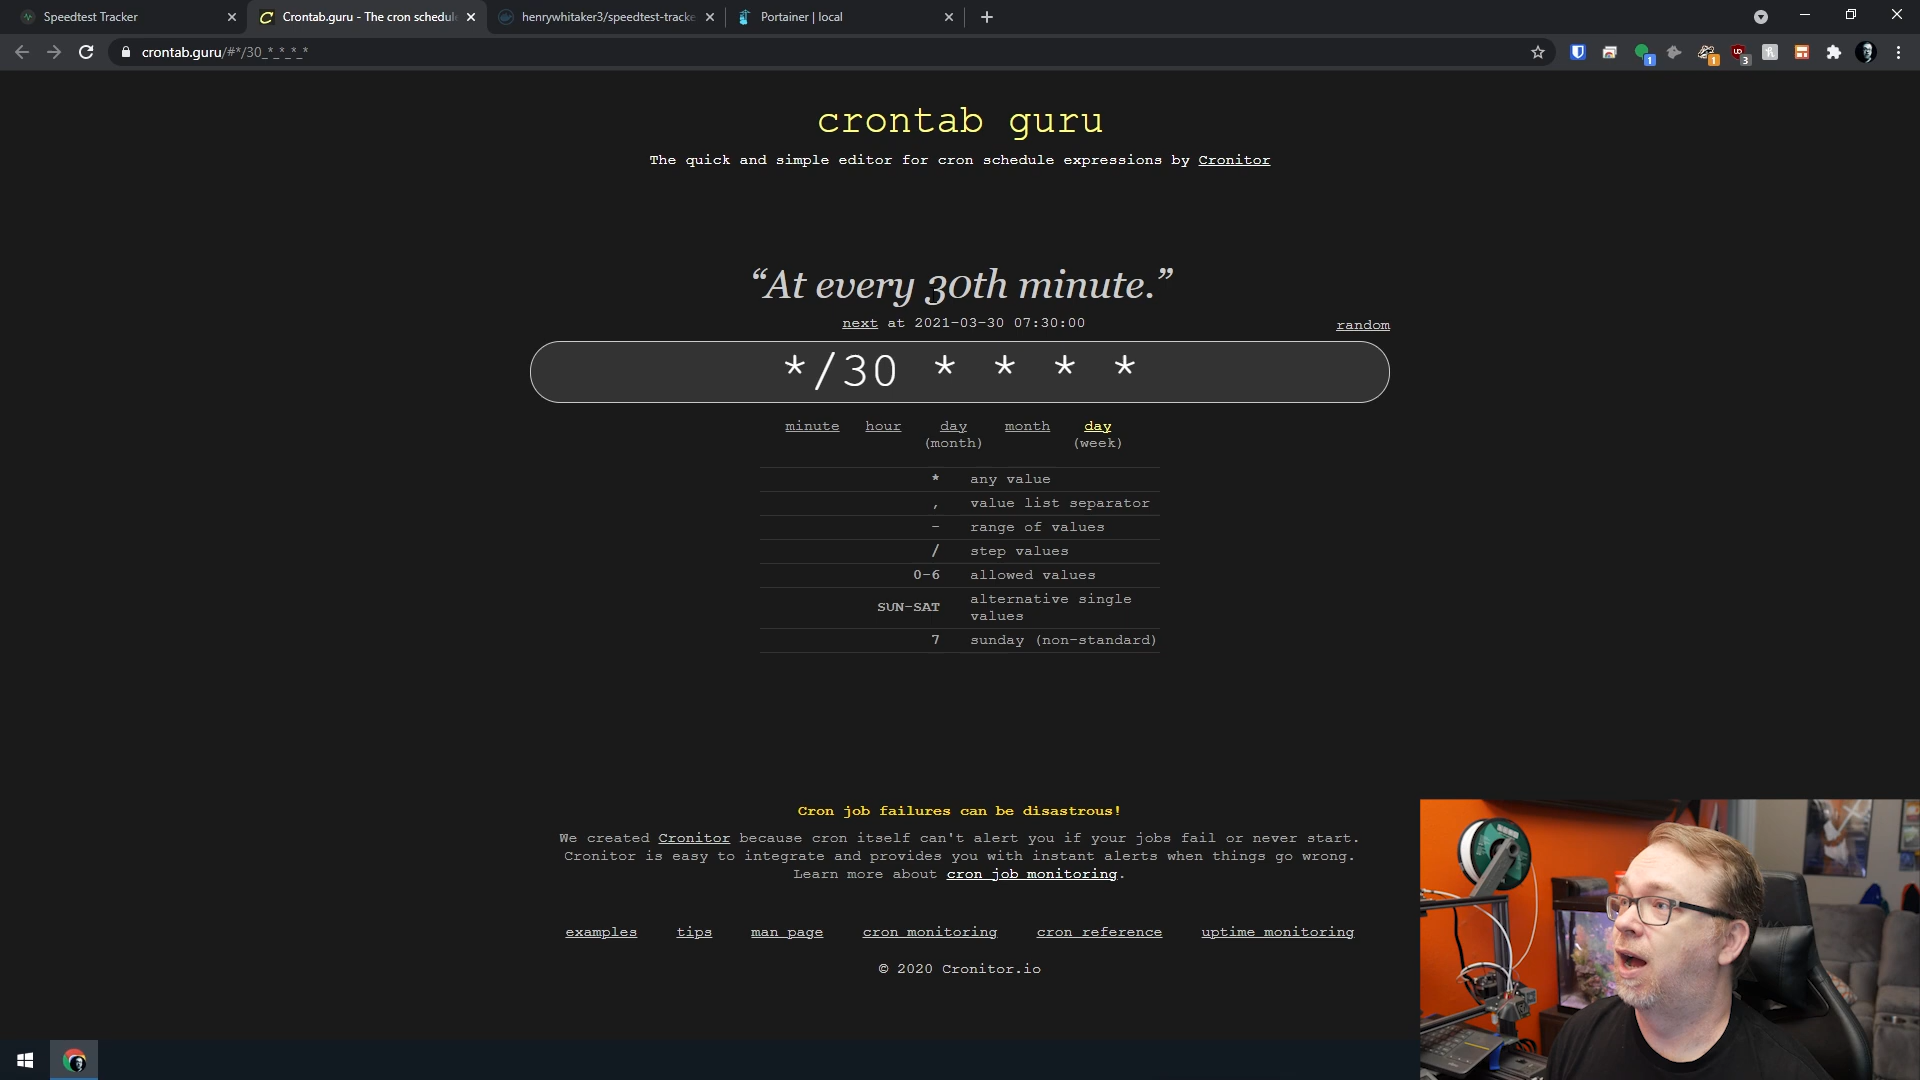 Speedtest Tracker
Crontab.guru - The cron schedul
henrywhitaker3/speedtest-tracke
Portainer | local
crontab.guru/#*/30_*_*_*_*
1
1
3
crontab guru
The quick and simple editor for cron schedule expressions by Cronitor
“At every 30th minute.”
next at 2021-03-30 07:30:00
random
*/30 * * * *
minute hour day month day
(month) (week)
* any value
, value list separator
- range of values
/ step values
0-6 allowed values
SUN-SAT alternative single
values
7 sunday (non-standard)
Cron job failures can be disastrous!
We created Cronitor because cron itself can't alert you if your jobs fail or never start.
Cronitor is easy to integrate and provides you with instant alerts when things go wrong.
Learn more about cron job monitoring.
examples tips man page cron monitoring cron reference uptime monitoring
© 2020 Cronitor.io